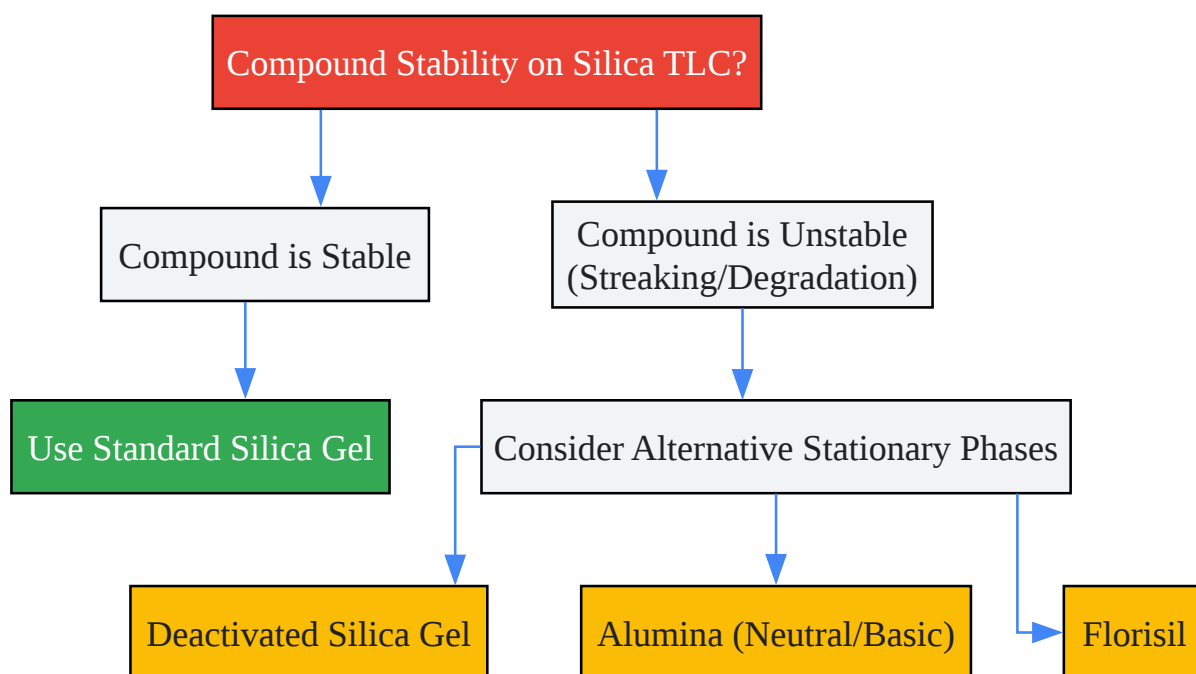 Compound Stability on Silica TLC?
Compound is Stable
Compound is Unstable
(Streaking/Degradation)
Use Standard Silica Gel
Consider Alternative Stationary Phases
Deactivated Silica Gel
Alumina (Neutral/Basic)
Florisil